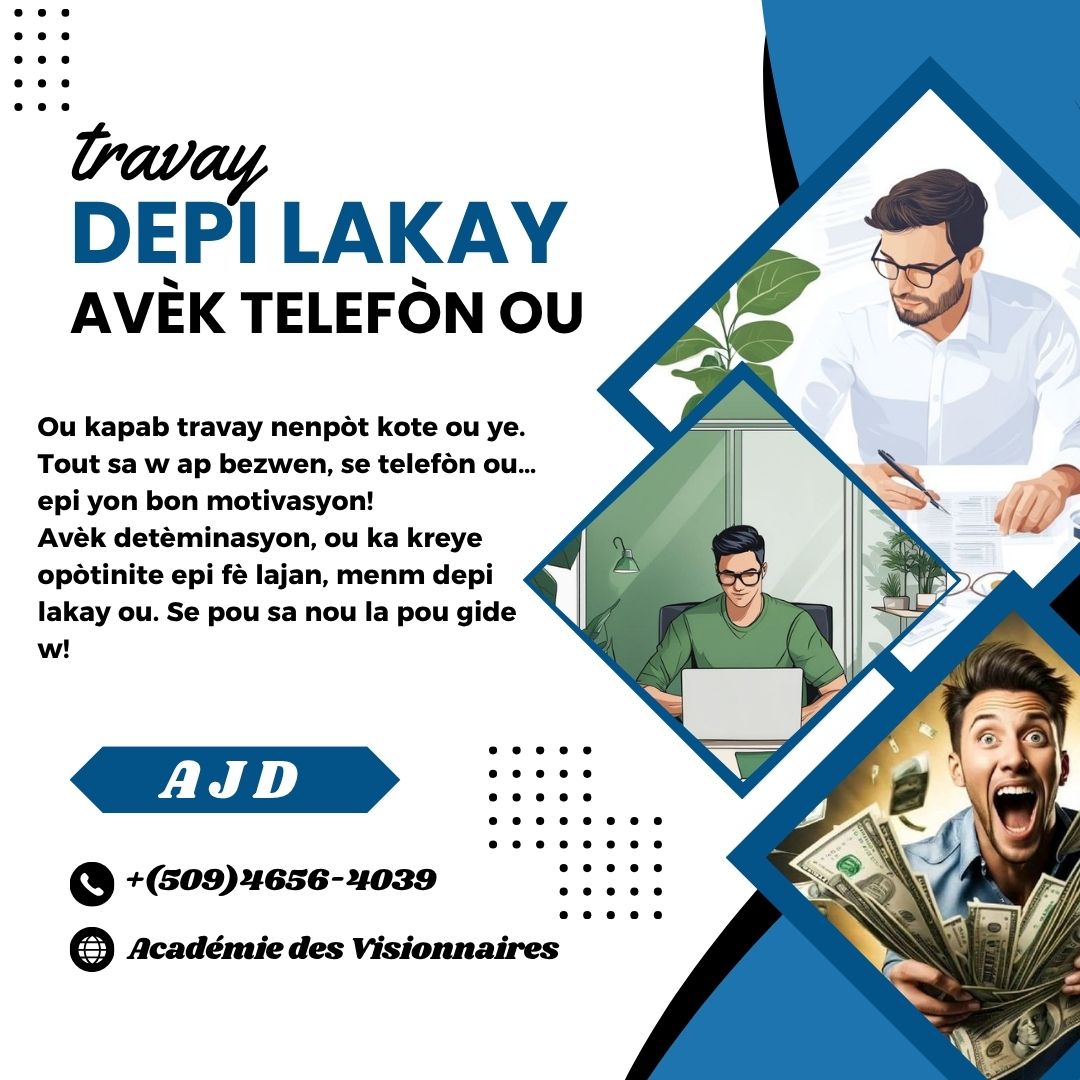 travay
DEPI LAKAY
AVÈK TELEFÒN OU
Ou kapab travay nenpòt kote ou ye.
Tout sa w ap bezwen, se telefòn ou…
epi yon bon motivasyon!
Avèk detèminasyon, ou ka kreye
opòtinite epi fè lajan, menm depi
lakay ou. Se pou sa nou la pou gide
w!
AJD
+(509)4656-4039
Académie des Visionnaires